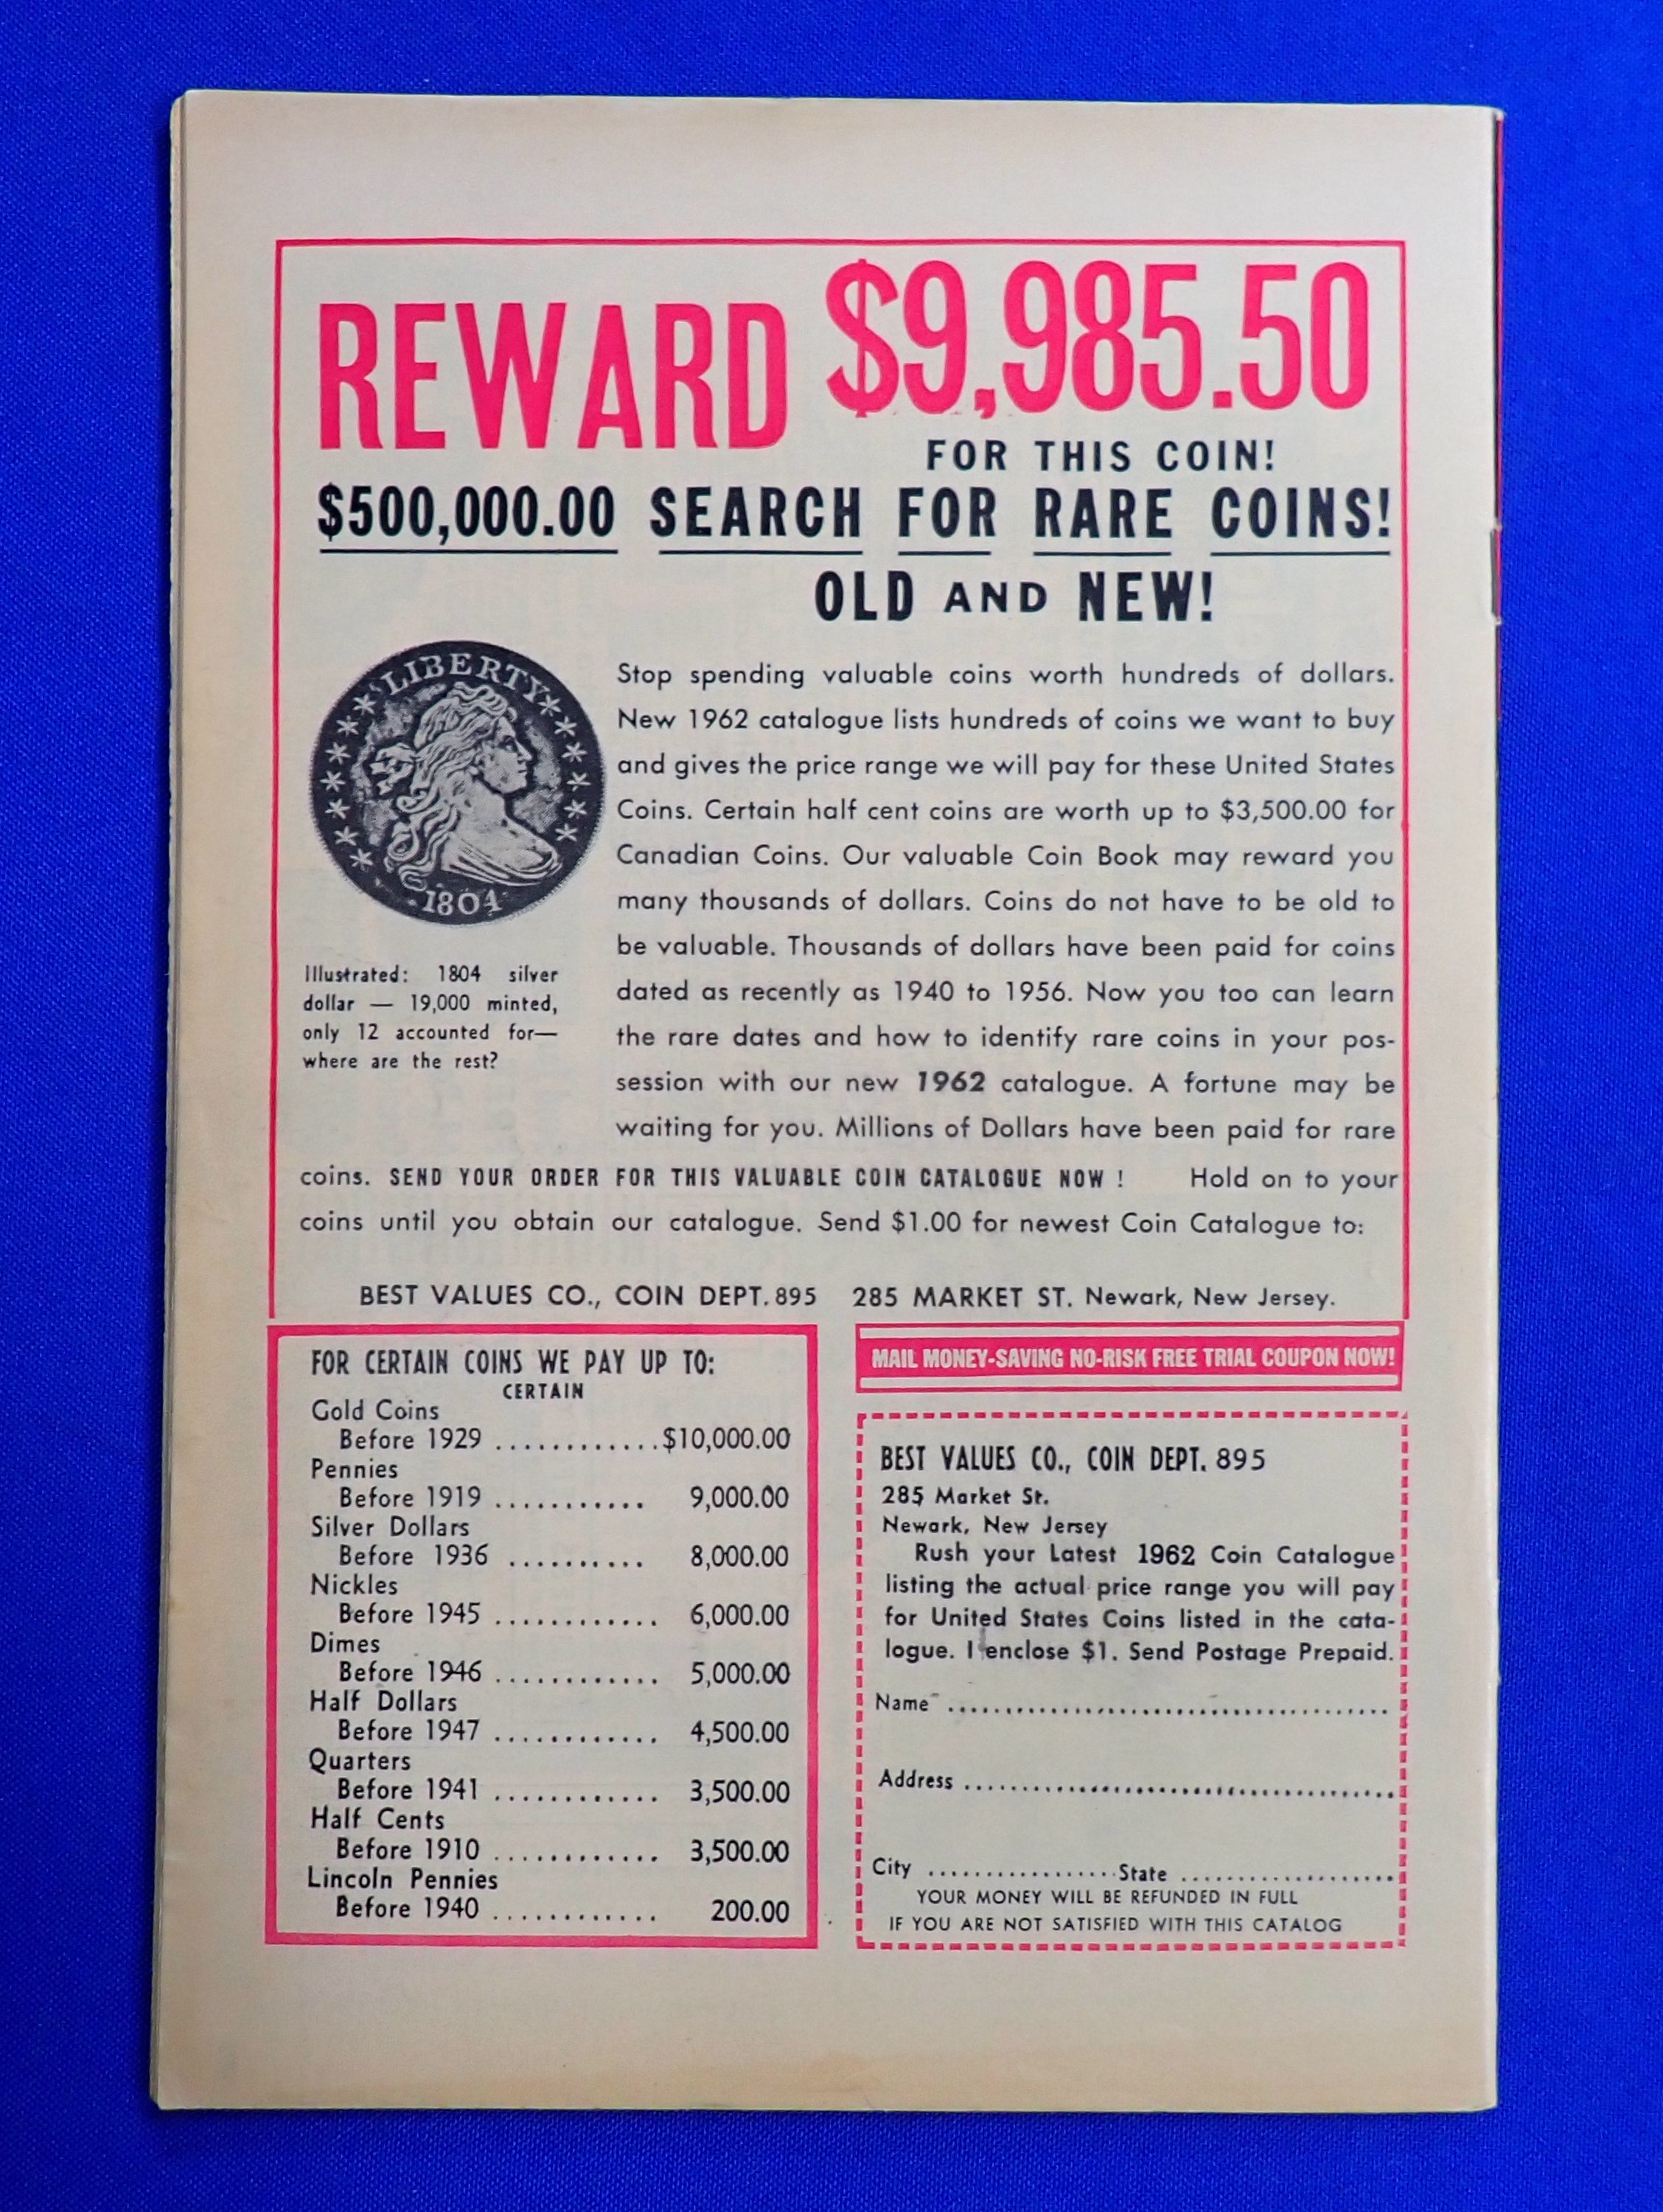 REWARD $9,985.50
FOR THIS COIN!
$500,000.00 SEARCH FOR RARE COINS!
OLD AND NEW!
LIBERTY
1804
Illustrated: 1804 silver
dollar — 19,000 minted,
only 12 accounted for—
where are the rest?
Stop spending valuable coins worth hundreds of dollars.
New 1962 catalogue lists hundreds of coins we want to buy
and gives the price range we will pay for these United States
Coins. Certain half cent coins are worth up to $3,500.00 for
Canadian Coins. Our valuable Coin Book may reward you
many thousands of dollars. Coins do not have to be old to
be valuable. Thousands of dollars have been paid for coins
dated as recently as 1940 to 1956. Now you too can learn
the rare dates and how to identify rare coins in your pos-
session with our new 1962 catalogue. A fortune may be
waiting for you. Millions of Dollars have been paid for rare
coins. SEND YOUR ORDER FOR THIS VALUABLE COIN CATALOGUE NOW ! Hold on to your
coins until you obtain our catalogue. Send $1.00 for newest Coin Catalogue to:
BEST VALUES CO., COIN DEPT. 895 285 MARKET ST. Newark, New Jersey.
FOR CERTAIN COINS WE PAY UP TO:
CERTAIN
Gold Coins
Before 1929 ............$10,000.00
Pennies
Before 1919 ........... 9,000.00
Silver Dollars
Before 1936 .......... 8,000.00
Nickles
Before 1945 ............ 6,000.00
Dimes
Before 1946 ............ 5,000.00
Half Dollars
Before 1947 ............ 4,500.00
Quarters
Before 1941 ............ 3,500.00
Half Cents
Before 1910 ............ 3,500.00
Lincoln Pennies
Before 1940 ............ 200.00
MAIL MONEY-SAVING NO-RISK FREE TRIAL COUPON NOW!
BEST VALUES CO., COIN DEPT. 895
285 Market St.
Newark, New Jersey
Rush your Latest 1962 Coin Catalogue
listing the actual price range you will pay
for United States Coins listed in the cata-
logue. I enclose $1. Send Postage Prepaid.
Name ......................................
Address ......................................
City .................. State ....................
YOUR MONEY WILL BE REFUNDED IN FULL
IF YOU ARE NOT SATISFIED WITH THIS CATALOG